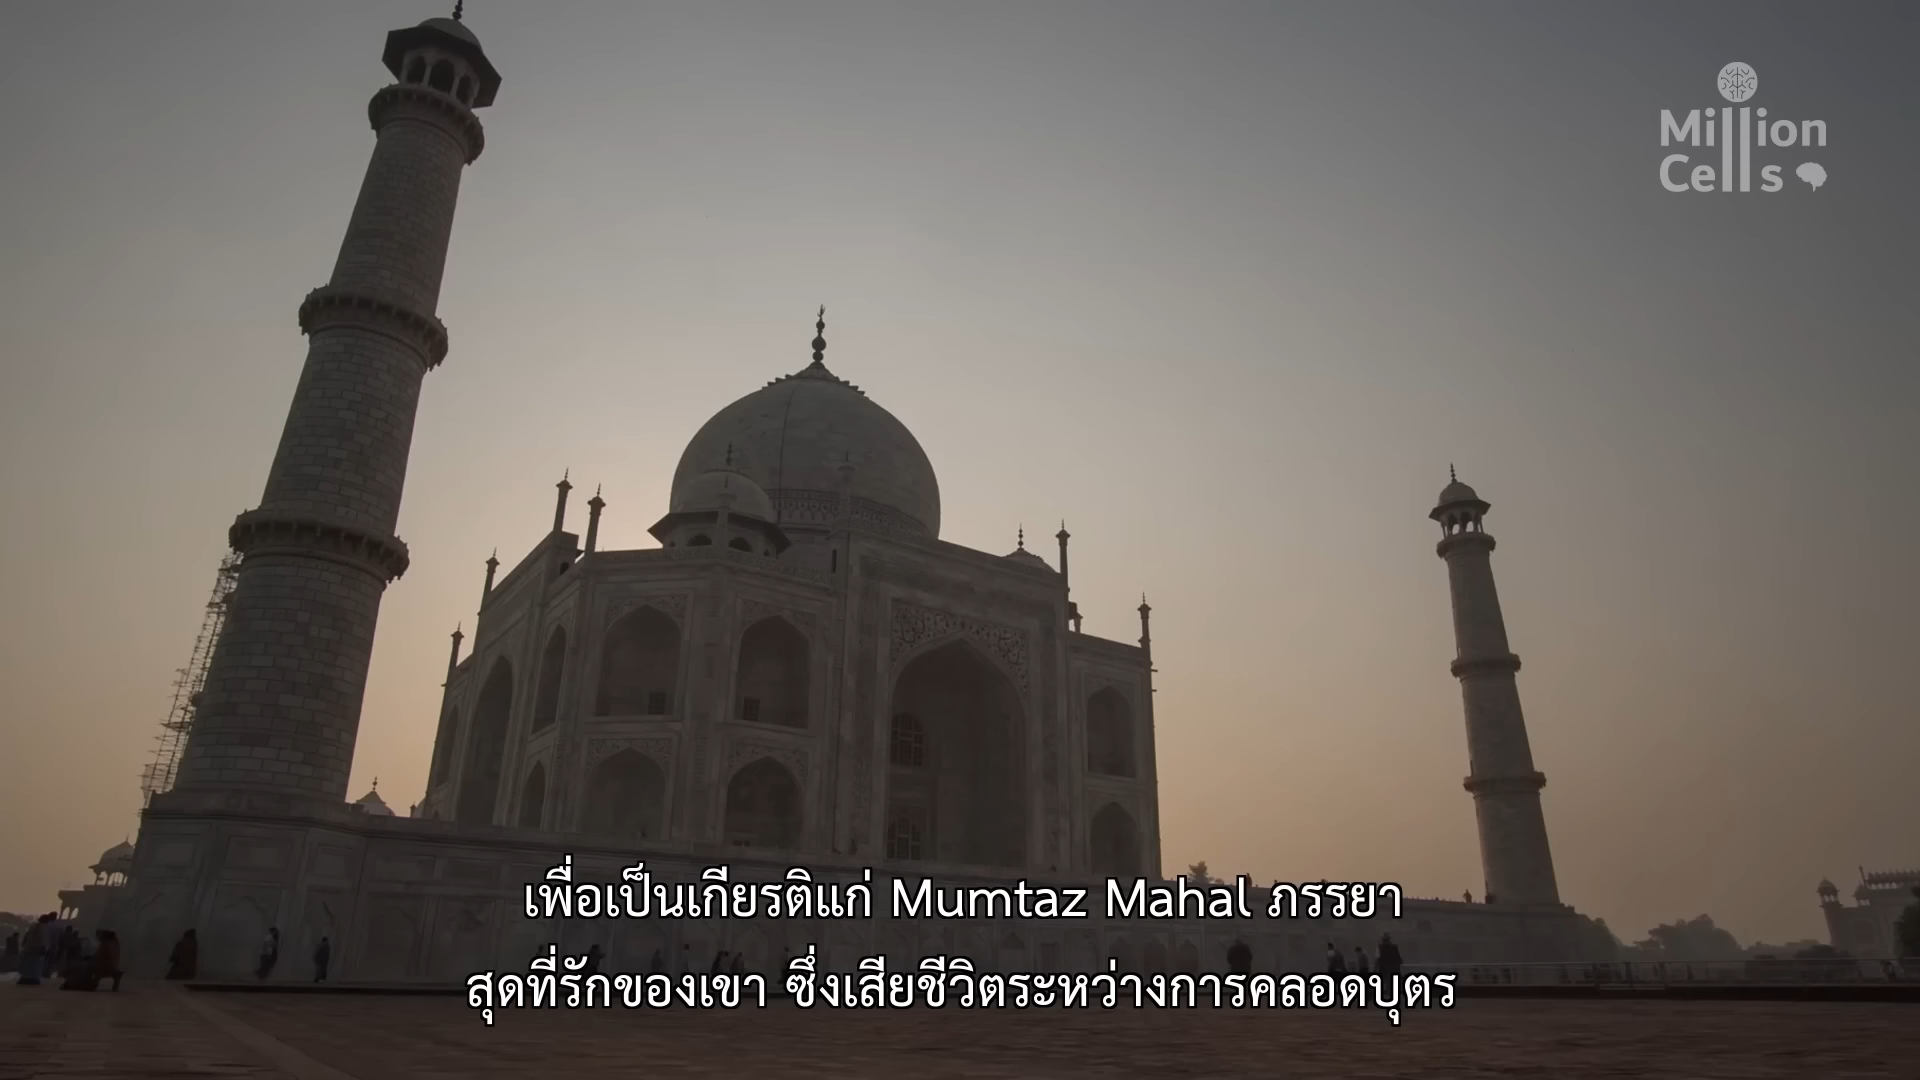 Million
Cells
เพื่อเป็นเกียรติแก่ Mumtaz Mahal ภรรยา
สุดที่รักของเขา ซึ่งเสียชีวิตระหว่างการคลอดบุตร